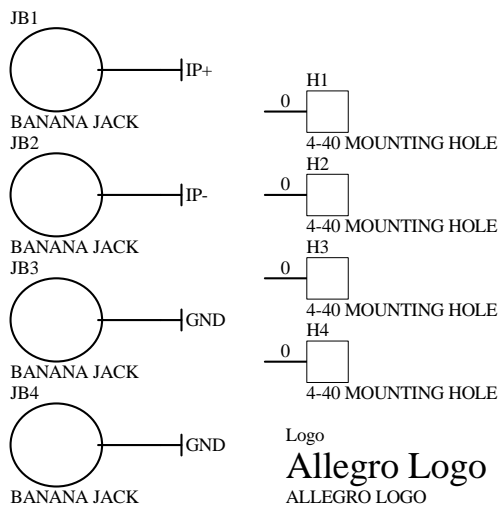 JB1
IP+
BANANA JACK
JB2
IP-
BANANA JACK
JB3
GND
BANANA JACK
JB4
GND
BANANA JACK
H1
0
4-40 MOUNTING HOLE
H2
0
4-40 MOUNTING HOLE
H3
0
4-40 MOUNTING HOLE
H4
0
4-40 MOUNTING HOLE
Logo
Allegro Logo
ALLEGRO LOGO